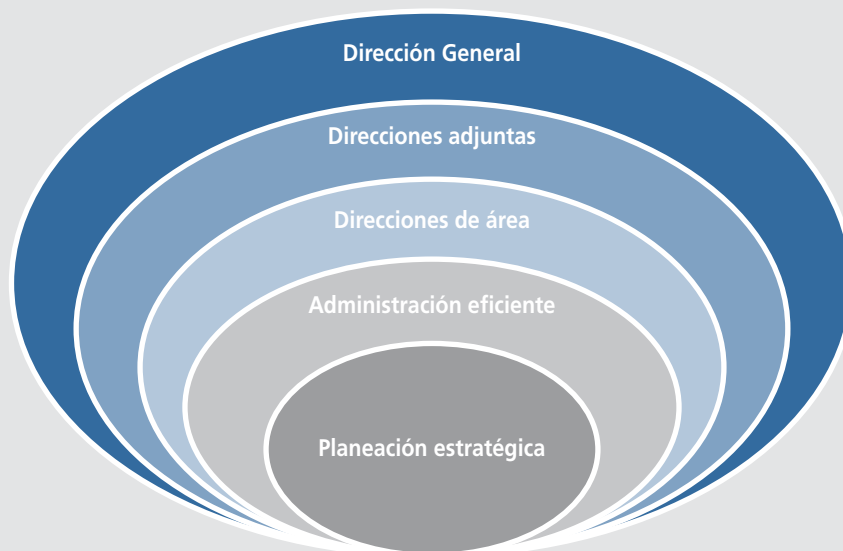 Dirección General
Direcciones adjuntas
Direcciones de área
Administración eficiente
Planeación estratégica